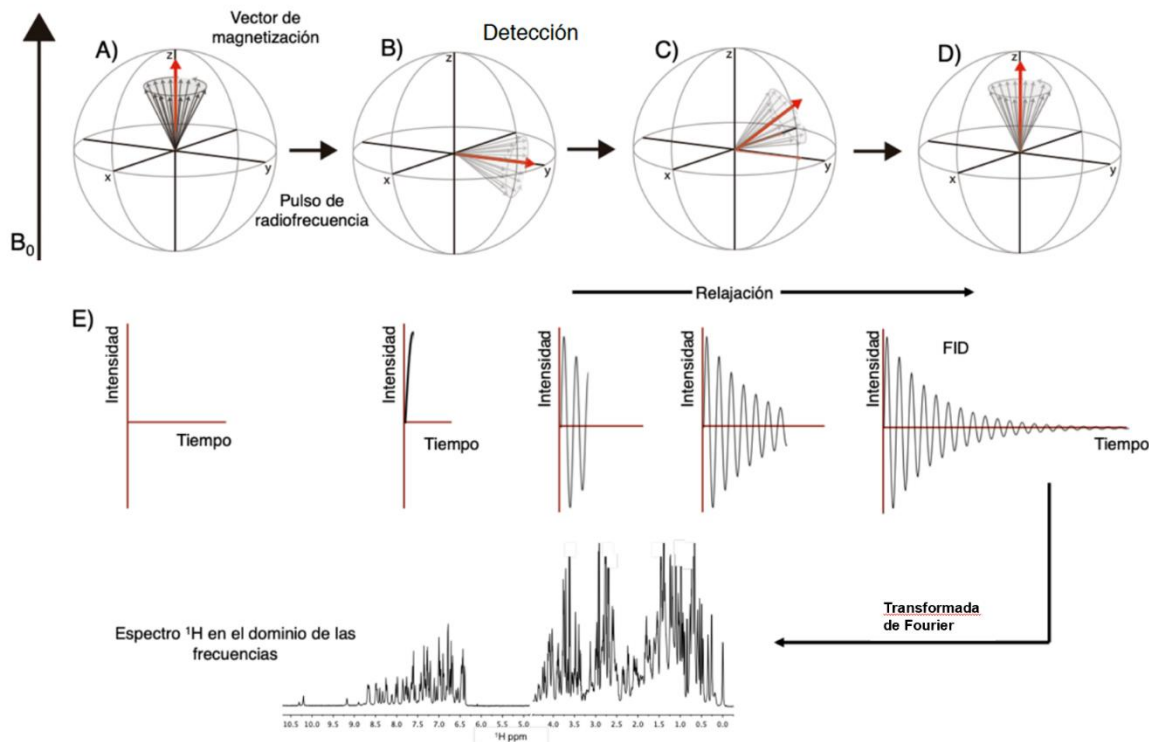 Vector de
magnetización
Detección
A)
B)
C)
D)
z
z
z
z
x
y
x
y
x
y
x
y
B₀
Pulso de
radiofrecuencia
Relajación
E)
Intensidad
Tiempo
Intensidad
Tiempo
Intensidad
Intensidad
Intensidad
FID
Tiempo
Transformada
de Fourier
Espectro ¹H en el dominio de las
frecuencias
10.5 10.0 9.5 9.0 8.5 8.0 7.5 7.0 6.5 6.0 5.5 5.0 4.0 3.5 3.0 2.5 2.0 1.5 1.0 0.5 0.0
¹H ppm